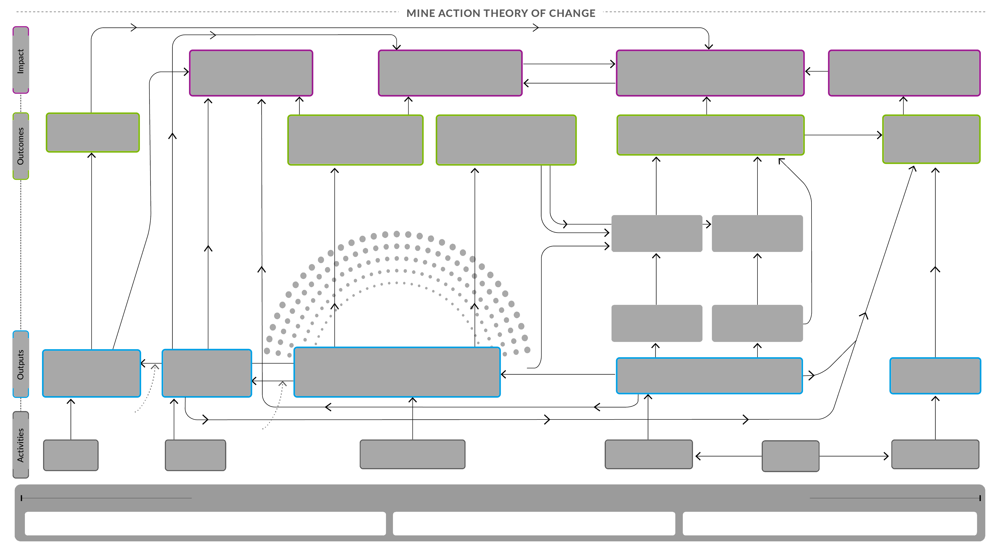 MINE ACTION THEORY OF CHANGE
Impact
Outcomes
Outputs
Activities